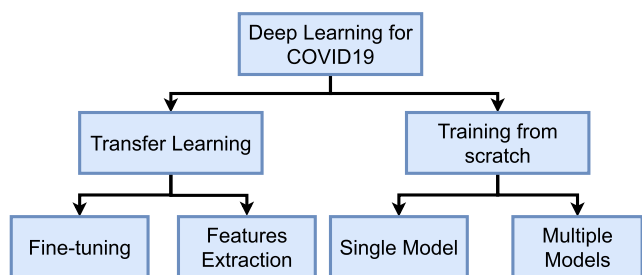 Deep Learning for
COVID19
Transfer Learning
Training from
scratch
Fine-tuning
Features
Extraction
Single Model
Multiple
Models